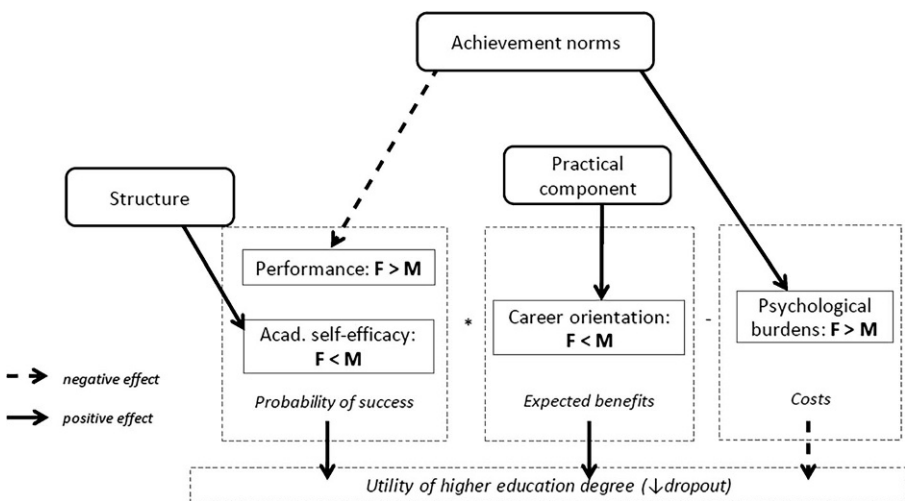 Achievement norms
Practical
component
Structure
Performance: F > M
Acad. self-efficacy:
F < M
*
Career orientation:
F < M
-
Psychological
burdens: F > M
negative effect
positive effect
Probability of success
Expected benefits
Costs
Utility of higher education degree (↓dropout)